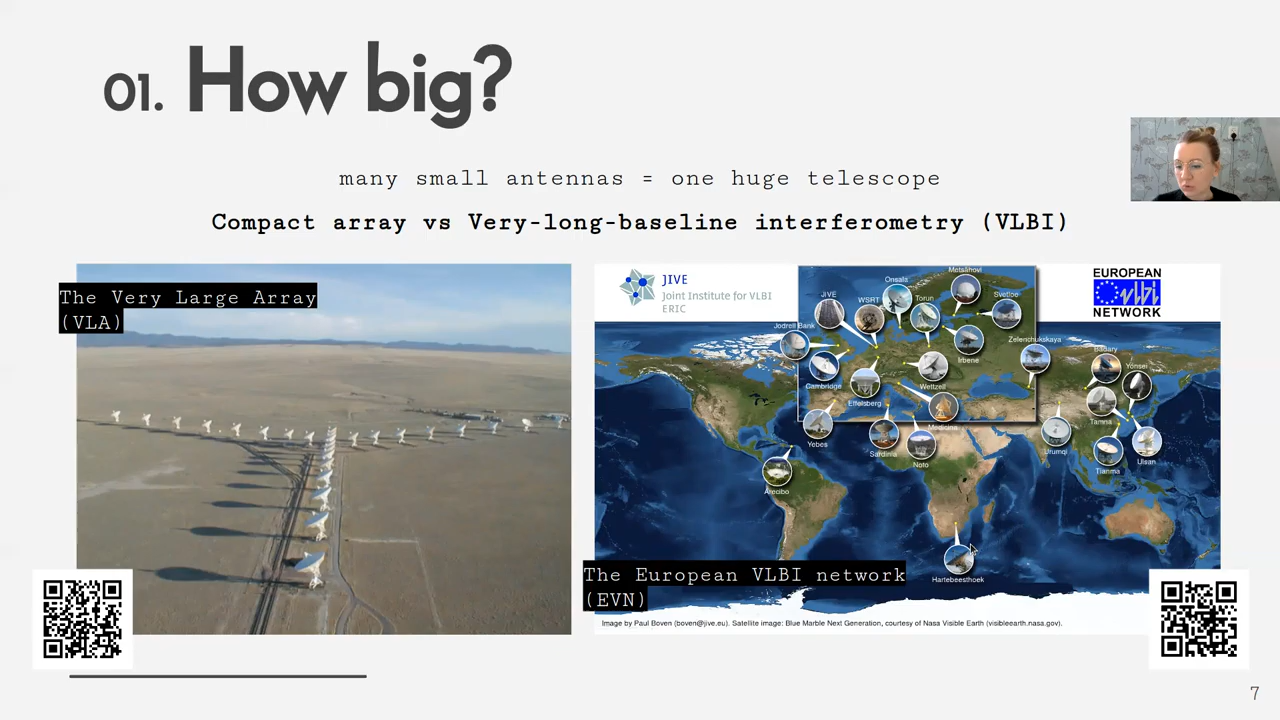 01. How big?
many small antennas = one huge telescope
Compact array vs Very-long-baseline interferometry (VLBI)
The Very Large Array
(VLA)
JIVE
Joint Institute for VLBI
ERIC
EUROPEAN
vlbi
NETWORK
Metsähovi
Onsala
JIVE
WSRT
Torun
Svetloe
Jodrell Bank
Zelenchukskaya
Irbene
Badary
Yonsei
Cambridge
Wettzell
Effelsberg
Tamna
Medicina
Yebes
Sardinia
Noto
Urumqi
Tianma
Ulsan
Arecibo
Hartebeesthoek
The European VLBI network
(EVN)
Image by Paul Boven (boven@jive.eu). Satellite image: Blue Marble Next Generation, courtesy of Nasa Visible Earth (visibleearth.nasa.gov).
7